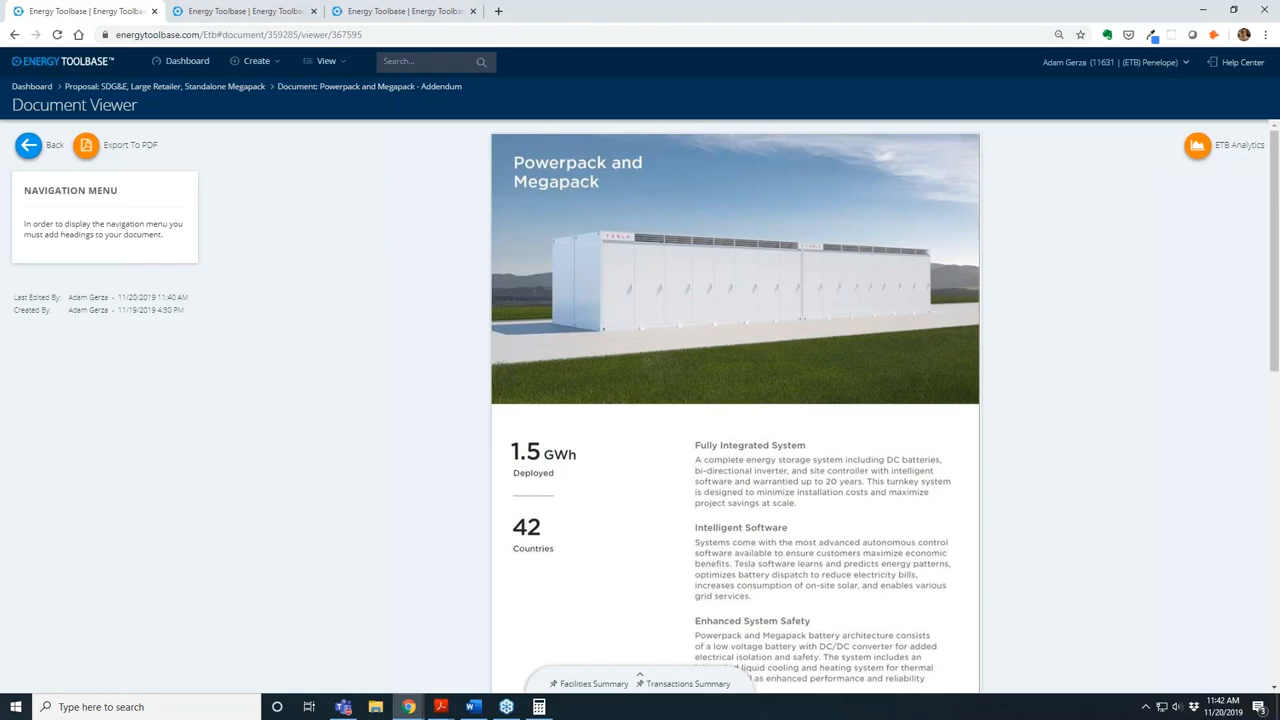 Energy Toolbase | Energy Toolb
Energy Toolbase | Energy Toolb
Energy Toolbase | Energy Toolb
energytoolbase.com/Etb#document/359285/viewer/367595
ENERGY TOOLBASE™
Dashboard
Create
View
Search...
Adam Gerza (11631 | (ETB) Penelope)
Help Center
Dashboard > Proposal: SDG&E, Large Retailer, Standalone Megapack > Document: Powerpack and Megapack - Addendum
Document Viewer
Back
Export To PDF
ETB Analytics
NAVIGATION MENU
In order to display the navigation menu you
must add headings to your document.
Last Edited By: Adam Gerza - 11/20/2019 11:40 AM
Created By: Adam Gerza - 11/19/2019 4:30 PM
Powerpack and
Megapack
TESLA
TESLA
1.5 GWh
Deployed
42
Countries
Fully Integrated System
A complete energy storage system including DC batteries,
bi-directional inverter, and site controller with intelligent
software and warrantied up to 20 years. This turnkey system
is designed to minimize installation costs and maximize
project savings at scale.
Intelligent Software
Systems come with the most advanced autonomous control
software available to ensure customers maximize economic
benefits. Tesla software learns and predicts energy patterns,
optimizes battery dispatch to reduce electricity bills,
increases consumption of on-site solar, and enables various
grid services.
Enhanced System Safety
Powerpack and Megapack battery architecture consists
of a low voltage battery with DC/DC converter for added
electrical isolation and safety. The system includes an
liquid cooling and heating system for thermal
as enhanced performance and reliability
Facilities Summary
Transactions Summary
Type here to search
11:42 AM
11/20/2019
3